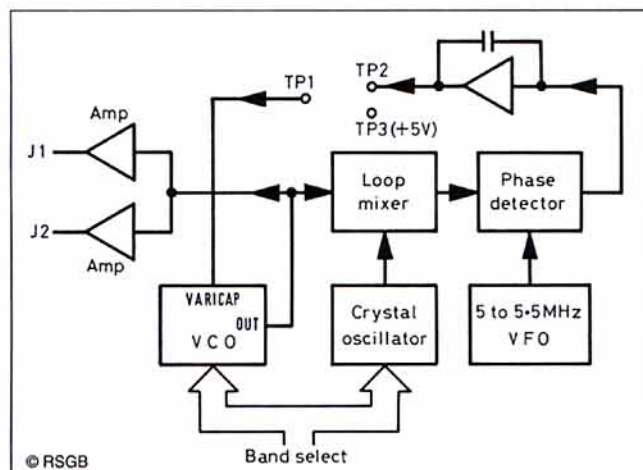 TP1
TP2
TP3(+5V)
Amp
J1
J2
Amp
Loop
mixer
Phase
detector
VARICAP
OUT
VCO
Crystal
oscillator
5 to 5·5MHz
VFO
Band select
© RSGB